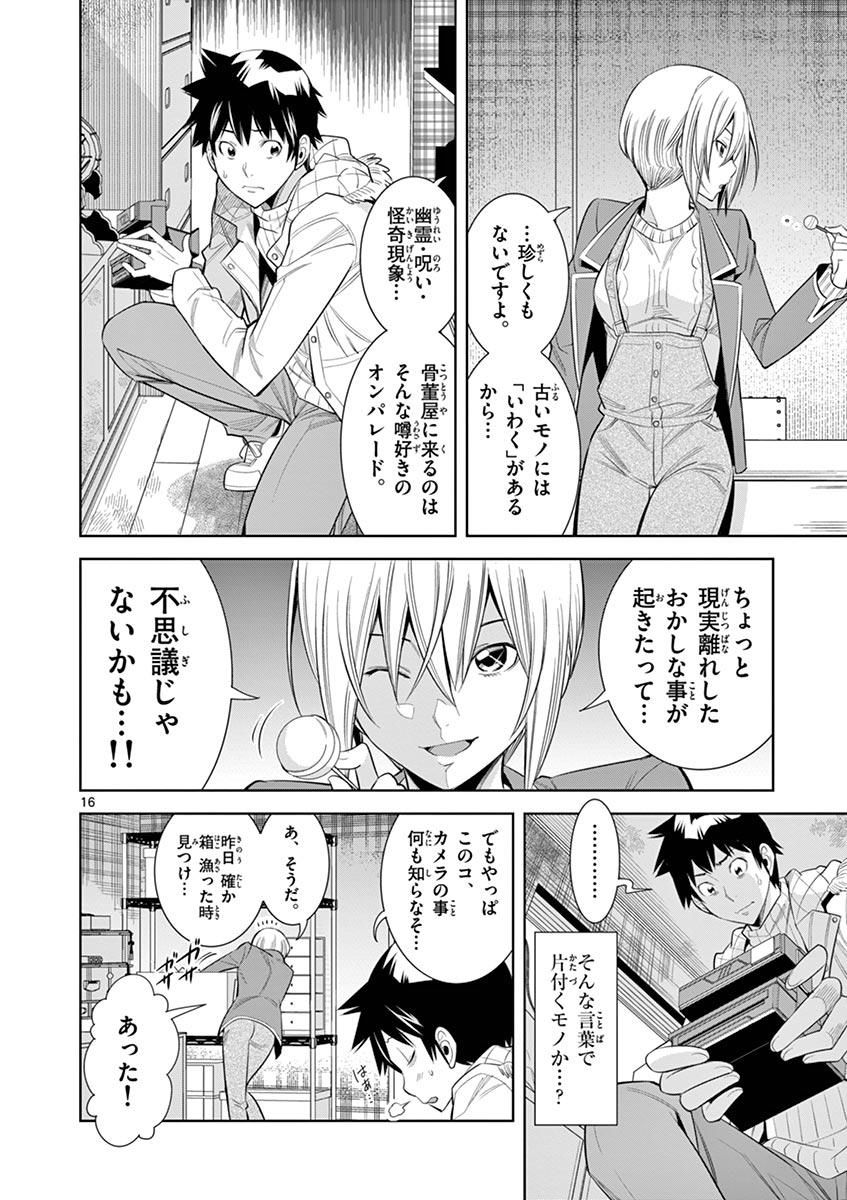 …珍しくも
ないですよ。
古いモノには
「いわく」がある
から…
幽霊・呪い・
怪奇現象…
骨董屋に来るのは
そんな噂好きの
オンパレード。
ちょっと
現実離れした
おかしな事が
起きたって…
不思議じゃ
ないかも…!!
16
…………
そんな言葉で
片付くモノか…?
でもやっぱ
このコ、
カメラの事
何も知らなそ…
はぁ…
あ、そうだ。
昨日 確か
箱 漁った時
見つけ…
ガサ
ガサ
あった!